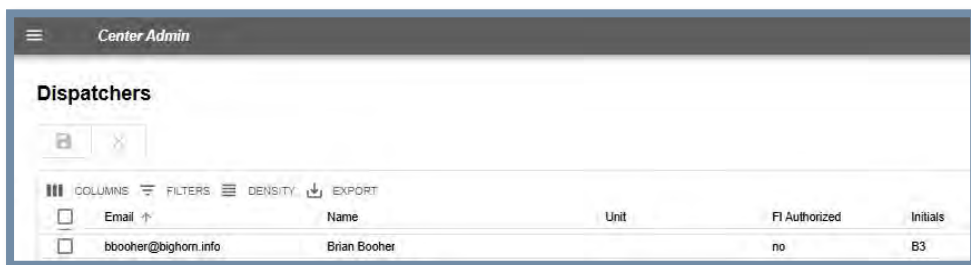 Center Admin
Dispatchers
COLUMNS FILTERS DENSITY EXPORT
Email ↑ Name Unit FI Authorized Initials
bbooher@bighorn.info Brian Booher no B3